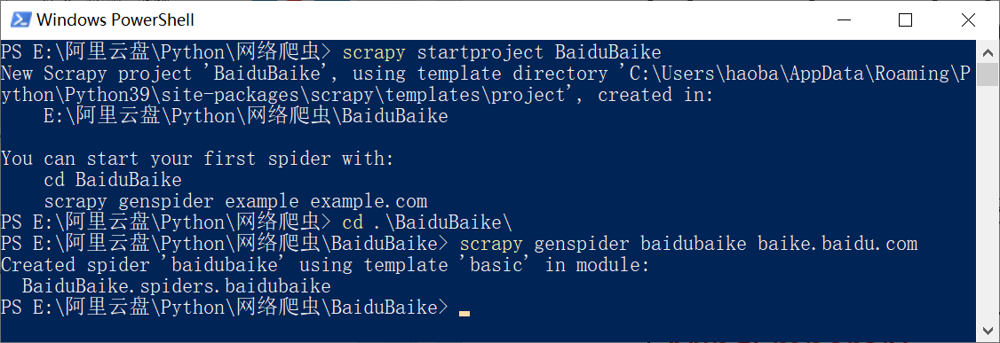 Windows PowerShell
PS E:\阿里云盘\Python\网络爬虫> scrapy startproject BaiduBaike
New Scrapy project 'BaiduBaike', using template directory 'C:\Users\haoba\AppData\Roaming\P
ython\Python39\site-packages\scrapy\templates\project', created in:
    E:\阿里云盘\Python\网络爬虫\BaiduBaike
You can start your first spider with:
    cd BaiduBaike
    scrapy genspider example example.com
PS E:\阿里云盘\Python\网络爬虫> cd .\BaiduBaike\
PS E:\阿里云盘\Python\网络爬虫\BaiduBaike> scrapy genspider baidubaike baike.baidu.com
Created spider 'baidubaike' using template 'basic' in module:
  BaiduBaike.spiders.baidubaike
PS E:\阿里云盘\Python\网络爬虫\BaiduBaike>